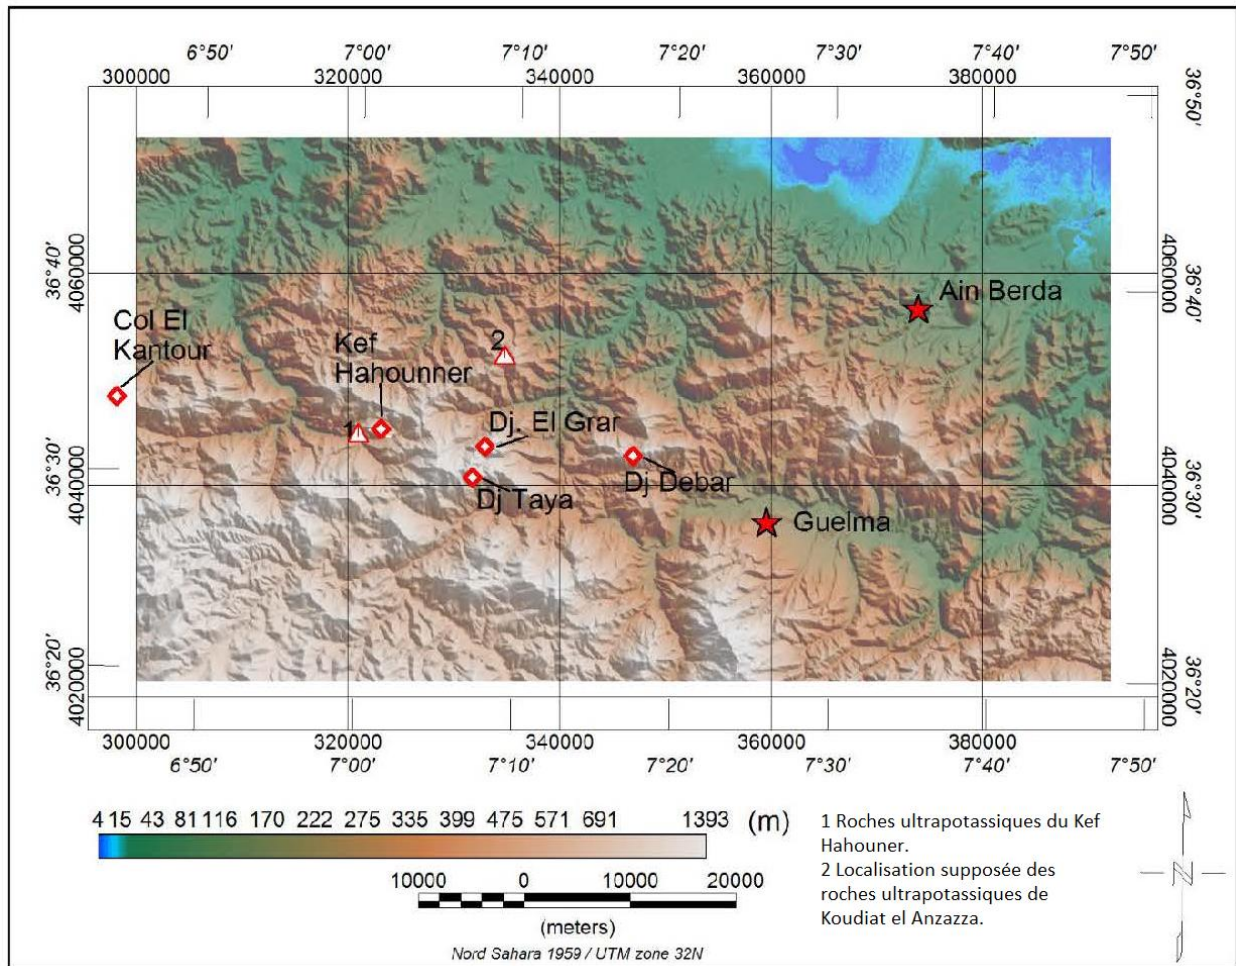 6°50' 7°00' 7°10' 7°20' 7°30' 7°40' 7°50'
300000 320000 340000 360000 380000
36°50'
36°40' 4060000
4060000 36°40'
Ain Berda
Col El
Kantour
Kef
Hahounner
2
1
Dj. El Grar
Dj Taya
Dj Debar
Guelma
36°30' 4040000
4040000 36°30'
36°20' 4020000
4020000 36°20'
300000 320000 340000 360000 380000
6°50' 7°00' 7°10' 7°20' 7°30' 7°40' 7°50'
4 15 43 81 116 170 222 275 335 399 475 571 691 1393 (m)
10000 0 10000 20000
(meters)
Nord Sahara 1959 / UTM zone 32N
1 Roches ultrapotassiques du Kef
Hahouner.
2 Localisation supposée des
roches ultrapotassiques de
Koudiat el Anzazza.
N